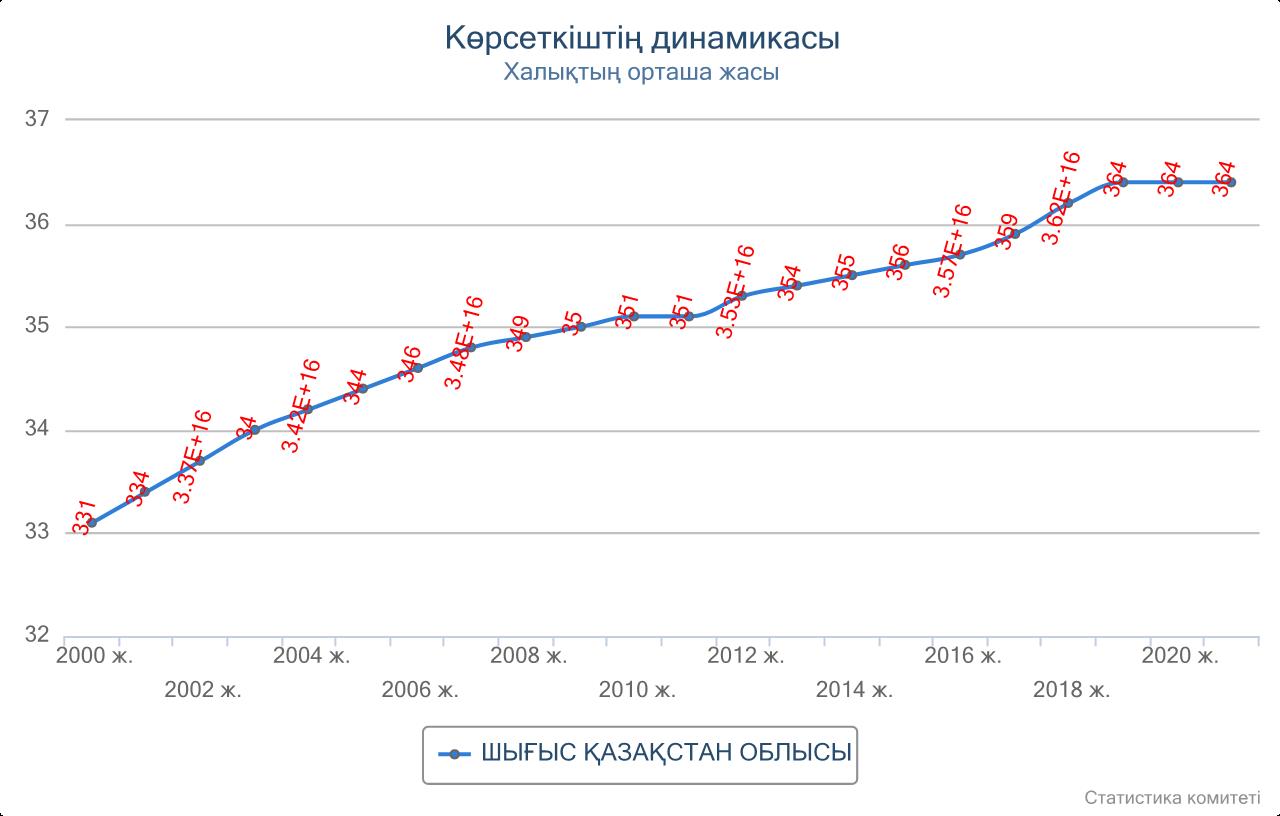 Көрсеткіштің динамикасы
Халықтың орташа жасы
37
36
35
34
33
32
331
334
3.37E+16
34
3.42E+16
344
346
3.48E+16
349
35
351
351
3.53E+16
354
355
356
3.57E+16
359
3.62E+16
364
364
364
2000 ж.
2002 ж.
2004 ж.
2006 ж.
2008 ж.
2010 ж.
2012 ж.
2014 ж.
2016 ж.
2018 ж.
2020 ж.
ШЫҒЫС ҚАЗАҚСТАН ОБЛЫСЫ
Статистика комитеті